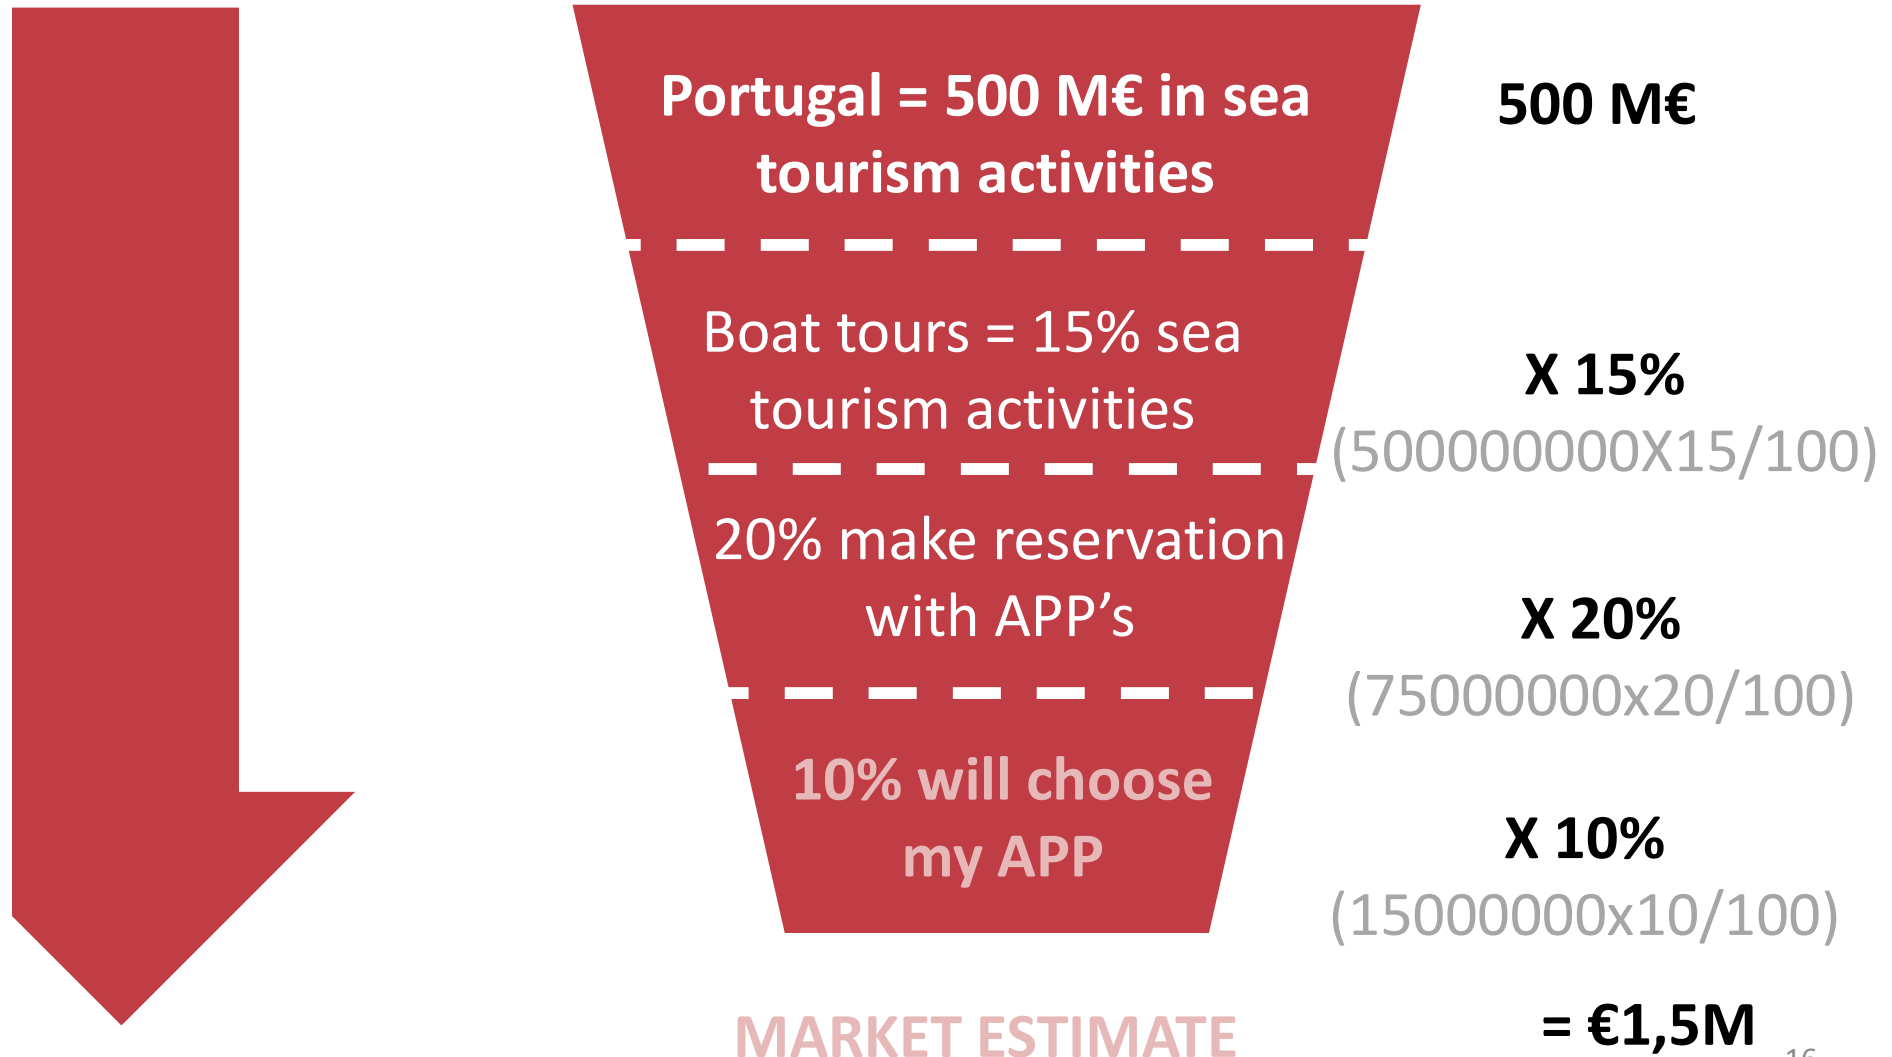 Portugal = 500 M€ in sea
tourism activities
500 M€
Boat tours = 15% sea
tourism activities
X 15%
(500000000X15/100)
20% make reservation
with APP’s
X 20%
(75000000x20/100)
10% will choose
my APP
X 10%
(15000000x10/100)
MARKET ESTIMATE
= €1,5M
16